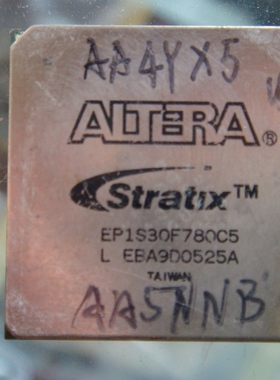 AA4YX5
ALTERA®
Stratix™
EP1S30F780C5
L EBA9D0525A
TAIWAN
AA5NNB